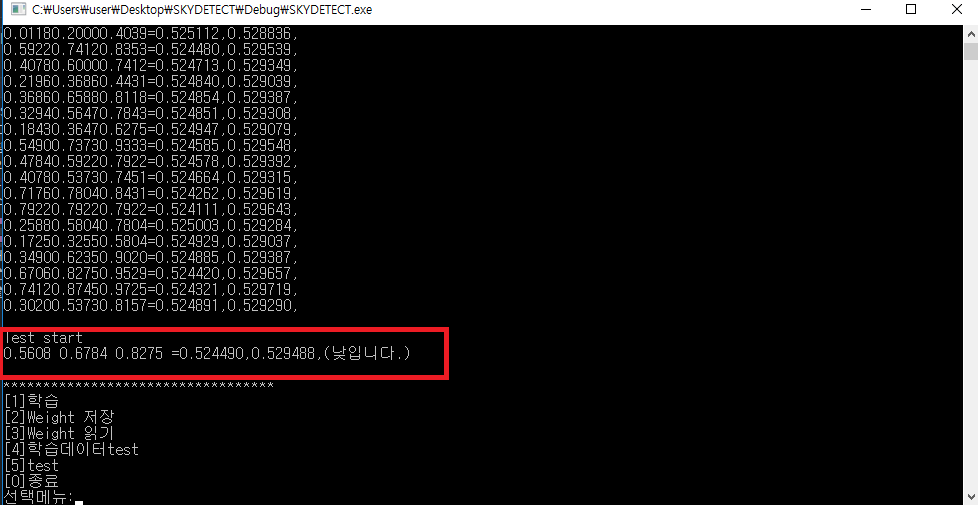 C:₩Users₩user₩Desktop₩SKYDETECT₩Debug₩SKYDETECT.exe
0.01180.20000.4039=0.525112,0.528836,
0.59220.74120.8353=0.524480,0.529539,
0.40780.60000.7412=0.524713,0.529349,
0.21960.36860.4431=0.524840,0.529039,
0.36860.65880.8118=0.524854,0.529387,
0.32940.56470.7843=0.524851,0.529308,
0.18430.36470.6275=0.524947,0.529079,
0.54900.73730.9333=0.524585,0.529548,
0.47840.59220.7922=0.524578,0.529392,
0.40780.53730.7451=0.524664,0.529315,
0.71760.78040.8431=0.524262,0.529619,
0.79220.79220.7922=0.524111,0.529643,
0.25880.58040.7804=0.525003,0.529284,
0.17250.32550.5804=0.524929,0.529037,
0.34900.62350.9020=0.524885,0.529387,
0.67060.82750.9529=0.524420,0.529657,
0.74120.87450.9725=0.524321,0.529719,
0.30200.53730.8157=0.524891,0.529290,
Test start
0.5608 0.6784 0.8275 =0.524490,0.529488,(낮입니다.)
**********************************
[1]학습
[2]Weight 저장
[3]Weight 읽기
[4]학습데이터test
[5]test
[0]종료
선택메뉴: